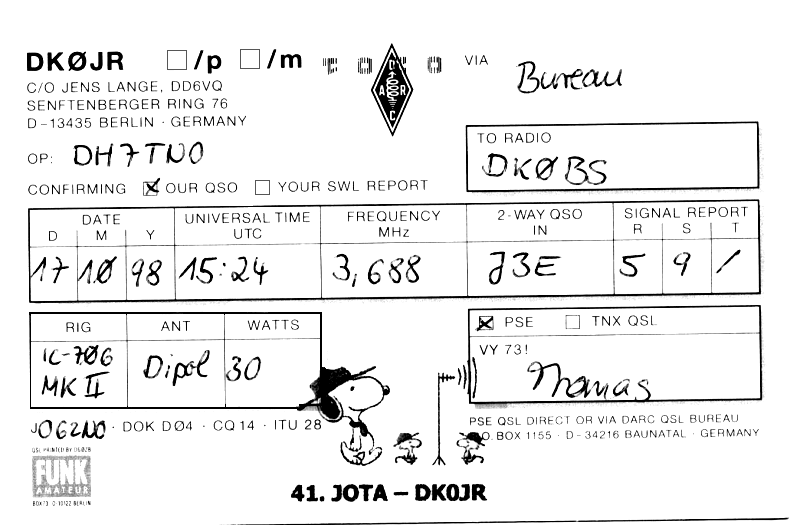 DKØJR □/p □/m
VIA Bureau
C/O JENS LANGE, DD6VQ
SENFTENBERGER RING 76
D-13435 BERLIN · GERMANY
A R C
OP: DH7TNO
TO RADIO
DKØBS
CONFIRMING ☒ OUR QSO □ YOUR SWL REPORT
DATE UNIVERSAL TIME FREQUENCY 2-WAY QSO SIGNAL REPORT
D M Y UTC MHz IN R S T
17 10 98 15:24 3,688 J3E 5 9 /
RIG ANT WATTS
☒ PSE □ TNX QSL
IC-706 Dipol 30
MK II
VY 73!
Thomas
JO62NO · DOK DØ4 · CQ 14 · ITU 28
PSE QSL DIRECT OR VIA DARC QSL BUREAU
P.O. BOX 1155 · D-34216 BAUNATAL · GERMANY
FUNK
AMATEUR
41. JOTA – DK0JR